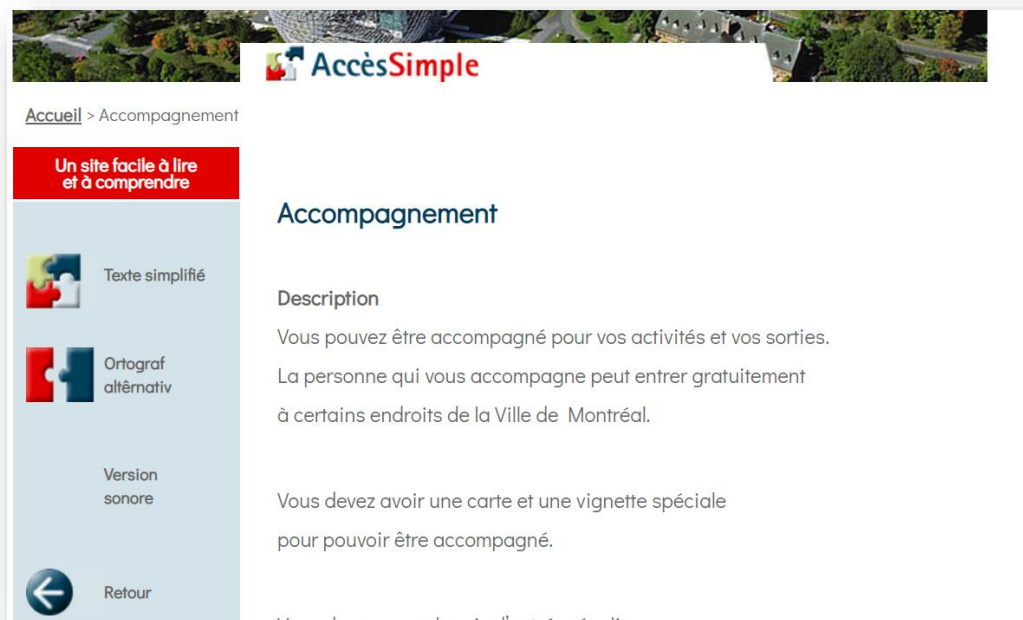 AccèsSimple
Accueil > Accompagnement
Un site facile à lire
et à comprendre
Texte simplifié
Ortograf
altêrnativ
Version
sonore
Retour
Accompagnement
Description
Vous pouvez être accompagné pour vos activités et vos sorties.
La personne qui vous accompagne peut entrer gratuitement
à certains endroits de la Ville de Montréal.
Vous devez avoir une carte et une vignette spéciale
pour pouvoir être accompagné.